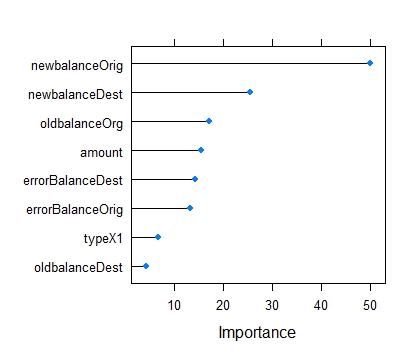 newbalanceOrig
newbalanceDest
oldbalanceOrg
amount
errorBalanceDest
errorBalanceOrig
typeX1
oldbalanceDest
10 20 30 40 50
Importance